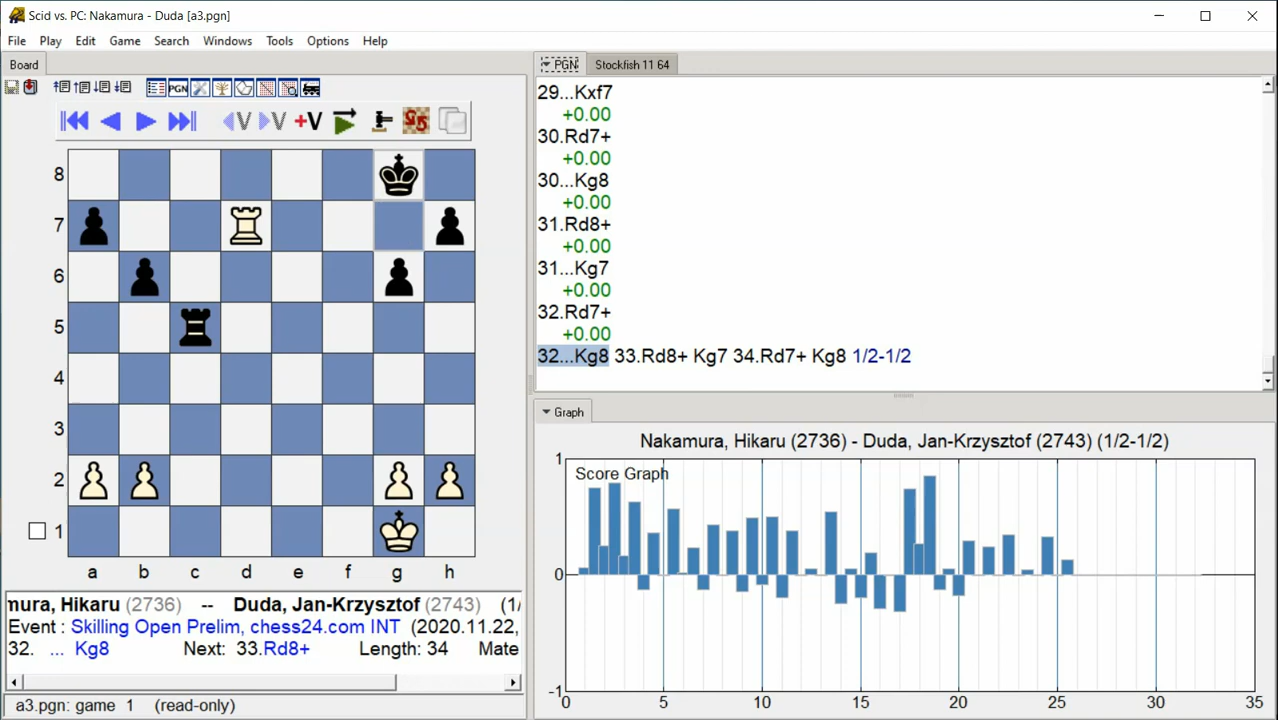 Scid vs. PC: Nakamura - Duda [a3.pgn]
File Play Edit Game Search Windows Tools Options Help
Board
PGN
V V +V
8
7
6
5
4
3
2
1
a b c d e f g h
mura, Hikaru (2736) -- Duda, Jan-Krzysztof (2743) (1/
Event : Skilling Open Prelim, chess24.com INT (2020.11.22,
32. ... Kg8 Next: 33.Rd8+ Length: 34 Mate
a3.pgn: game 1 (read-only)
PGN Stockfish 11 64
29...Kxf7
+0.00
30.Rd7+
+0.00
30...Kg8
+0.00
31.Rd8+
+0.00
31...Kg7
+0.00
32.Rd7+
+0.00
32...Kg8 33.Rd8+ Kg7 34.Rd7+ Kg8 1/2-1/2
Graph
Nakamura, Hikaru (2736) - Duda, Jan-Krzysztof (2743) (1/2-1/2)
Score Graph
1
0
-1
0 5 10 15 20 25 30 35